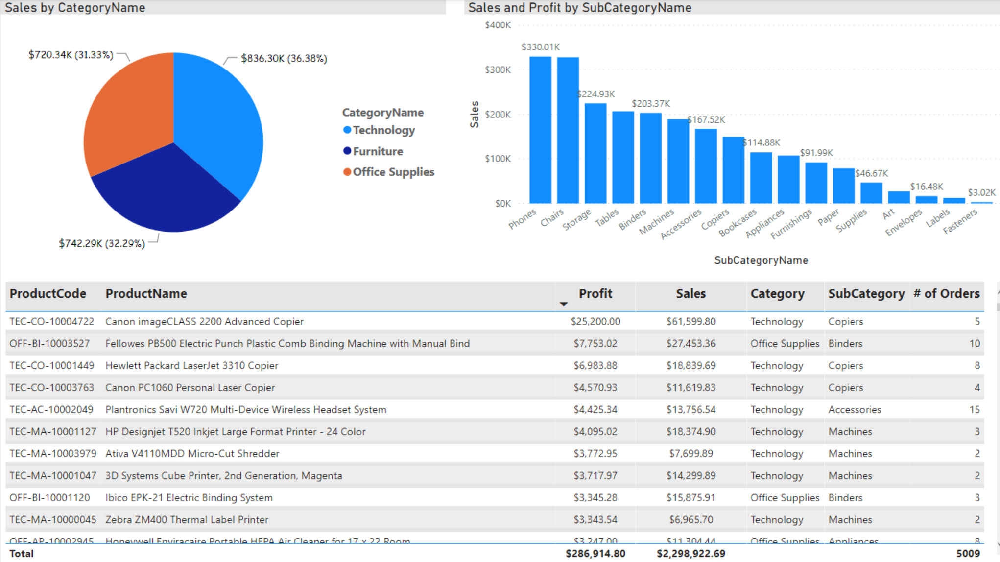 Sales by CategoryName
$720.34K (31.33%)
$836.30K (36.38%)
$742.29K (32.29%)
CategoryName
Technology
Furniture
Office Supplies
Sales and Profit by SubCategoryName
$400K
$300K
$200K
$100K
$0K
Sales
$330.01K
$224.93K
$203.37K
$167.52K
$114.88K
$91.99K
$46.67K
$16.48K
$3.02K
Phones
Chairs
Storage
Tables
Binders
Machines
Accessories
Copiers
Bookcases
Appliances
Furnishings
Paper
Supplies
Art
Envelopes
Labels
Fasteners
SubCategoryName
ProductCode ProductName Profit Sales Category SubCategory # of Orders
TEC-CO-10004722 Canon imageCLASS 2200 Advanced Copier $25,200.00 $61,599.80 Technology Copiers 5
OFF-BI-10003527 Fellowes PB500 Electric Punch Plastic Comb Binding Machine with Manual Bind $7,753.02 $27,453.36 Office Supplies Binders 10
TEC-CO-10001449 Hewlett Packard LaserJet 3310 Copier $6,983.88 $18,839.69 Technology Copiers 8
TEC-CO-10003763 Canon PC1060 Personal Laser Copier $4,570.93 $11,619.83 Technology Copiers 4
TEC-AC-10002049 Plantronics Savi W720 Multi-Device Wireless Headset System $4,425.34 $13,756.54 Technology Accessories 15
TEC-MA-10001127 HP Designjet T520 Inkjet Large Format Printer - 24 Color $4,095.02 $18,374.90 Technology Machines 3
TEC-MA-10003979 Ativa V4110MDD Micro-Cut Shredder $3,772.95 $7,699.89 Technology Machines 2
TEC-MA-10001047 3D Systems Cube Printer, 2nd Generation, Magenta $3,717.97 $14,299.89 Technology Machines 2
OFF-BI-10001120 Ibico EPK-21 Electric Binding System $3,345.28 $15,875.91 Office Supplies Binders 3
TEC-MA-10000045 Zebra ZM400 Thermal Label Printer $3,343.54 $6,965.70 Technology Machines 2
OFF-AP-10002945 Honeywell Enviracaire Portable HEPA Air Cleaner for 17 x 22 Room $3,247.00 $11,304.44 Office Supplies Appliances 8
Total $286,914.80 $2,298,922.69 5009